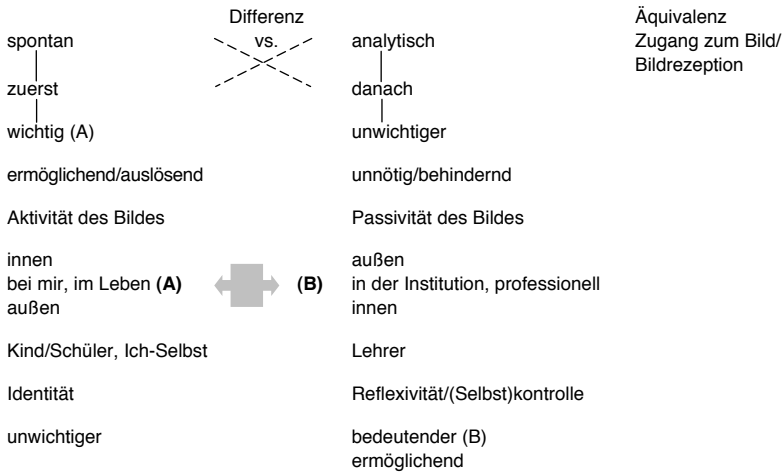 Differenz Äquivalenz
spontan vs. analytisch Zugang zum Bild/
Bildrezeption
zuerst danach
wichtig (A) unwichtiger
ermöglichend/auslösend unnötig/behindernd
Aktivität des Bildes Passivität des Bildes
innen außen
bei mir, im Leben (A) (B) in der Institution, professionell
außen innen
Kind/Schüler, Ich-Selbst Lehrer
Identität Reflexivität/(Selbst)kontrolle
unwichtiger bedeutender (B)
ermöglichend